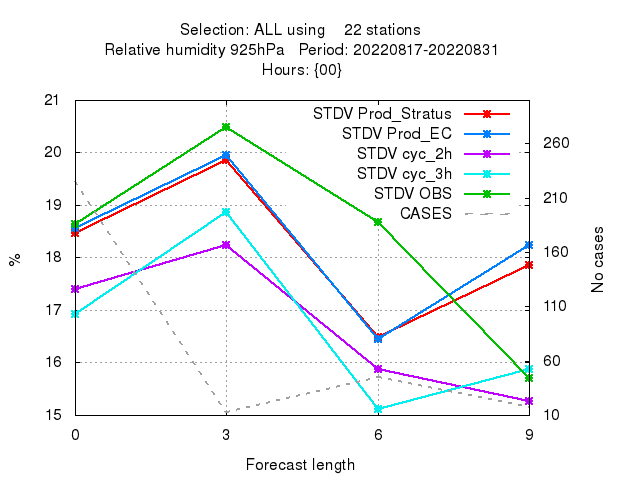 Selection: ALL using 22 stations
Relative humidity 925hPa Period: 20220817-20220831
Hours: {00}
21
20
19
18
17
16
15
%
STDV Prod_Stratus
STDV Prod_EC
STDV cyc_2h
STDV cyc_3h
STDV OBS
CASES
260
210
160
110
60
10
No cases
0 3 6 9
Forecast length